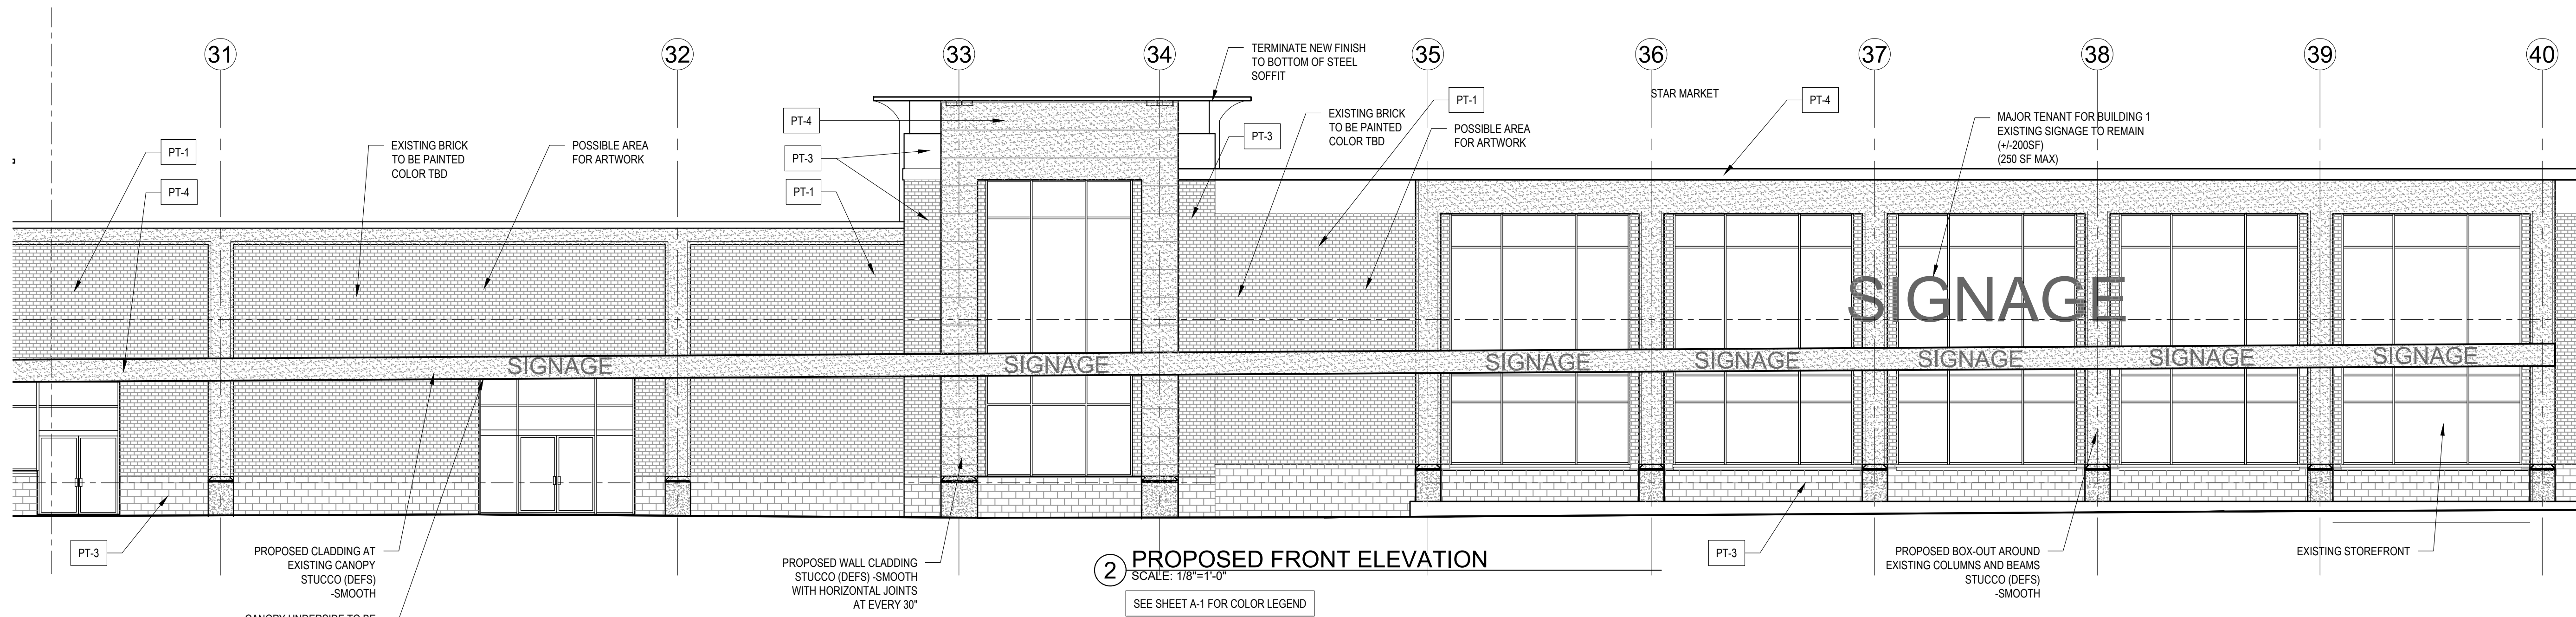 31
32
33
34
35
36
37
38
39
40
TERMINATE NEW FINISH
TO BOTTOM OF STEEL
SOFFIT
STAR MARKET
PT-4
PT-1
PT-4
PT-3
PT-1
PT-3
EXISTING BRICK
TO BE PAINTED
COLOR TBD
POSSIBLE AREA
FOR ARTWORK
MAJOR TENANT FOR BUILDING 1
EXISTING SIGNAGE TO REMAIN
(+/-200SF)
(250 SF MAX)
PT-1
PT-4
EXISTING BRICK
TO BE PAINTED
COLOR TBD
POSSIBLE AREA
FOR ARTWORK
SIGNAGE
SIGNAGE
SIGNAGE
SIGNAGE
SIGNAGE
SIGNAGE
SIGNAGE
SIGNAGE
PT-3
PROPOSED CLADDING AT
EXISTING CANOPY
STUCCO (DEFS)
-SMOOTH
CANOPY UNDERSIDE TO BE
PROPOSED WALL CLADDING
STUCCO (DEFS) -SMOOTH
WITH HORIZONTAL JOINTS
AT EVERY 30"
2
PROPOSED FRONT ELEVATION
SCALE: 1/8"=1'-0"
SEE SHEET A-1 FOR COLOR LEGEND
PT-3
PROPOSED BOX-OUT AROUND
EXISTING COLUMNS AND BEAMS
STUCCO (DEFS)
-SMOOTH
EXISTING STOREFRONT